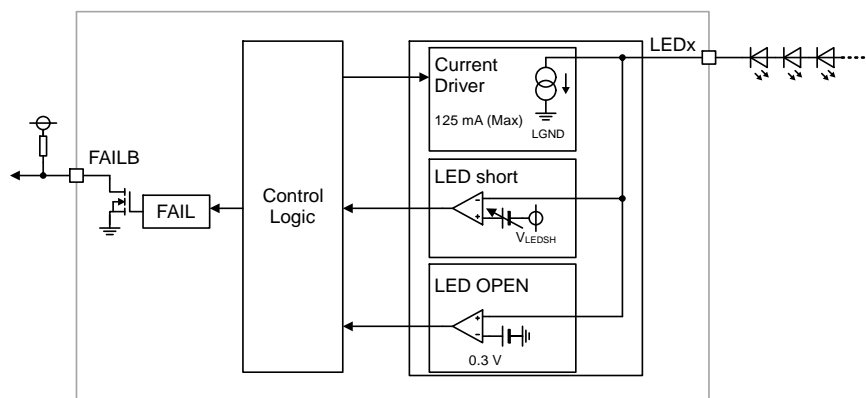 LEDx
Current
Driver
125 mA (Max)
LGND
FAILB
LED short
-
+
VLEDSH
Control
Logic
FAIL
LED OPEN
+
-
0.3 V